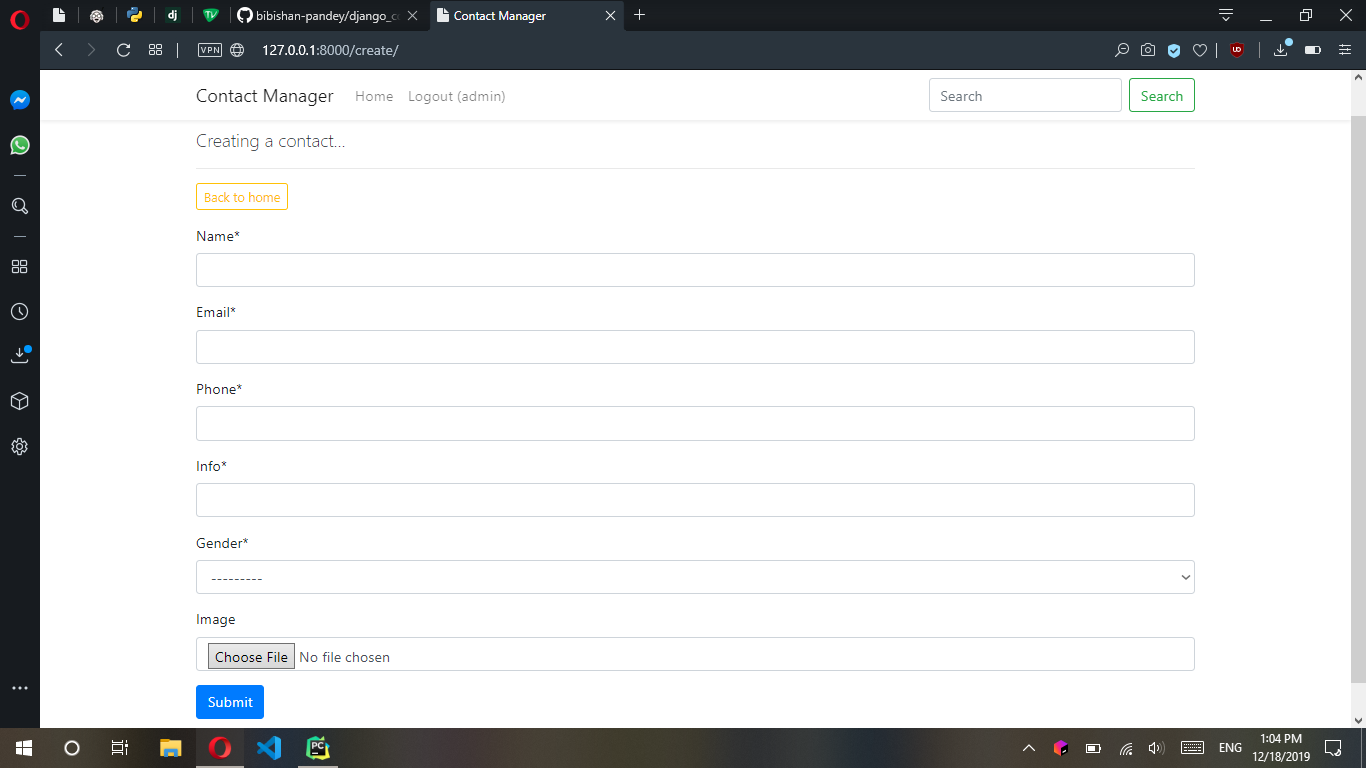 dj
TV
bibishan-pandey/django_c
Contact Manager
VPN
127.0.0.1:8000/create/
Contact Manager
Home
Logout (admin)
Search
Search
Creating a contact...
Back to home
Name*
Email*
Phone*
Info*
Gender*
---------
Image
Choose File
No file chosen
Submit
PC
ENG
1:04 PM
12/18/2019